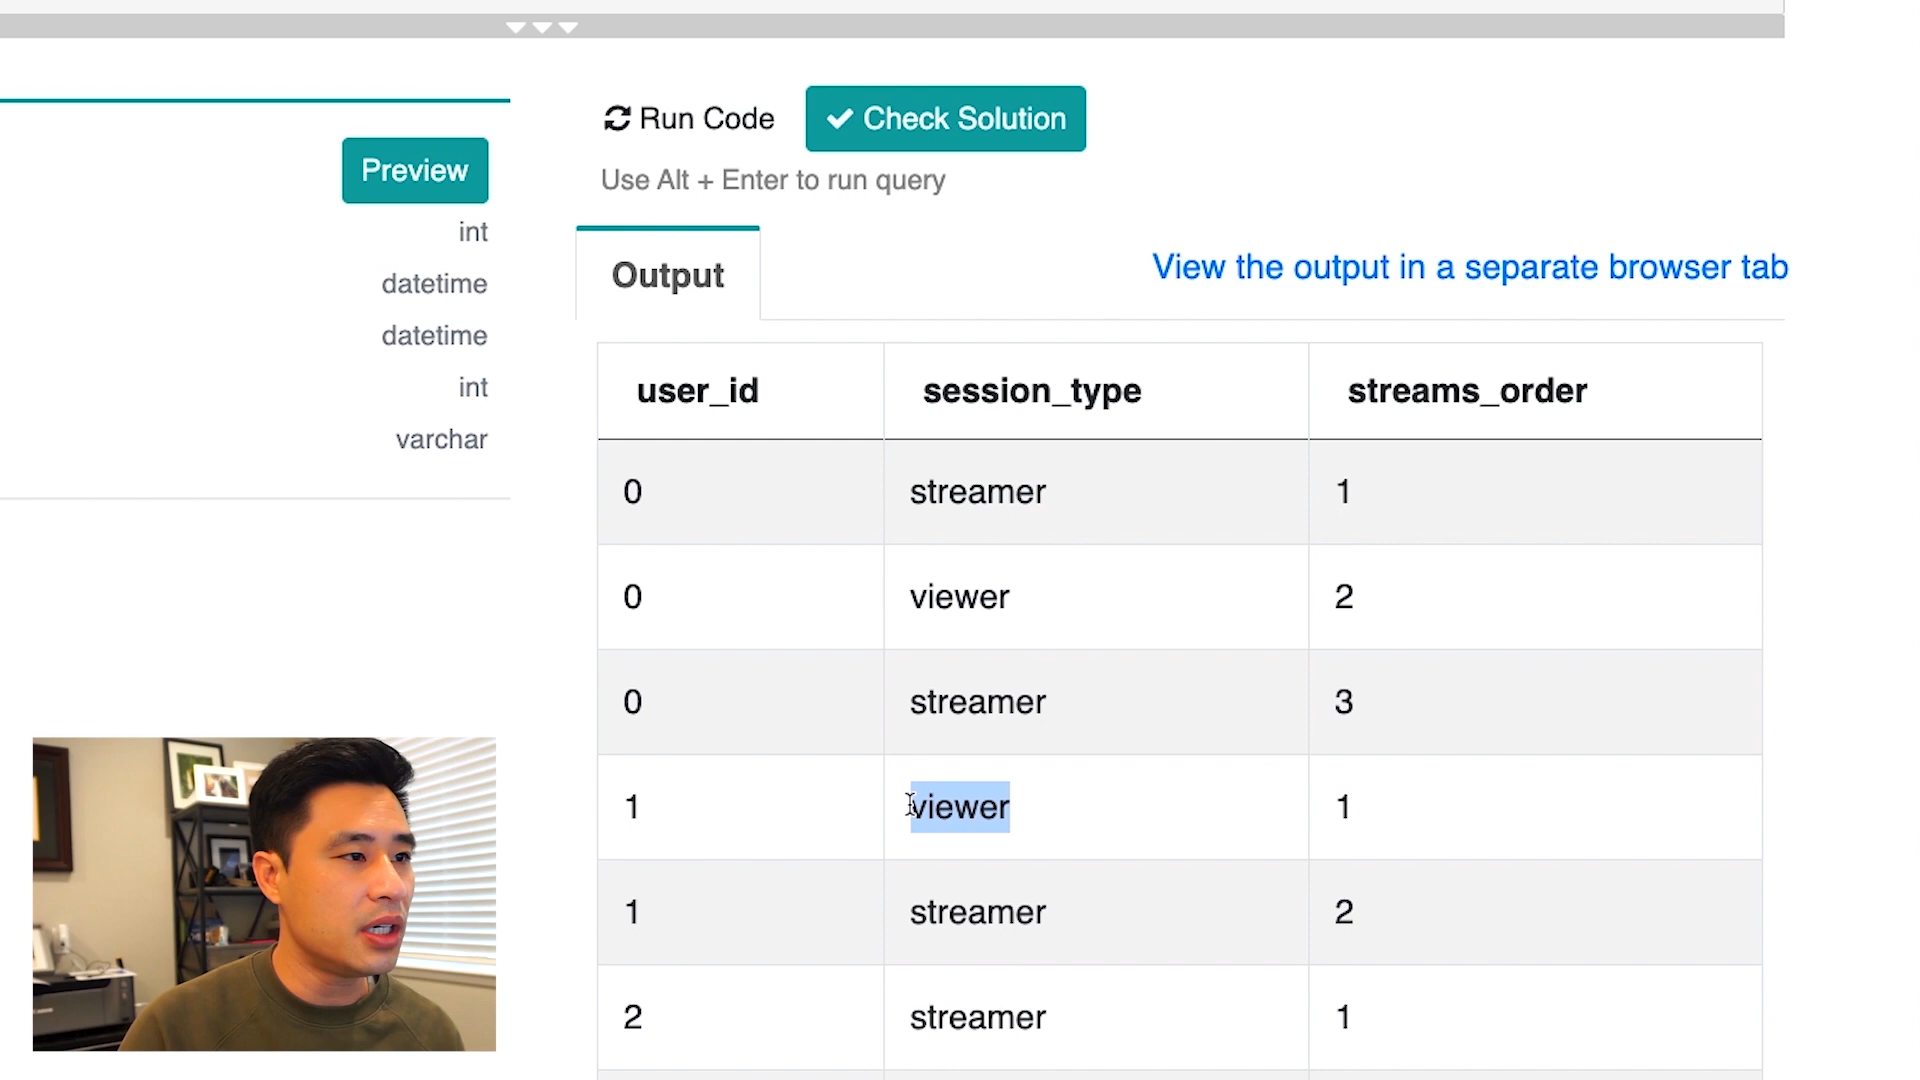 Run Code
Check Solution
Preview
Use Alt + Enter to run query
int
datetime
datetime
int
varchar
Output
View the output in a separate browser tab
user_id session_type streams_order
0 streamer 1
0 viewer 2
0 streamer 3
1 viewer 1
1 streamer 2
2 streamer 1